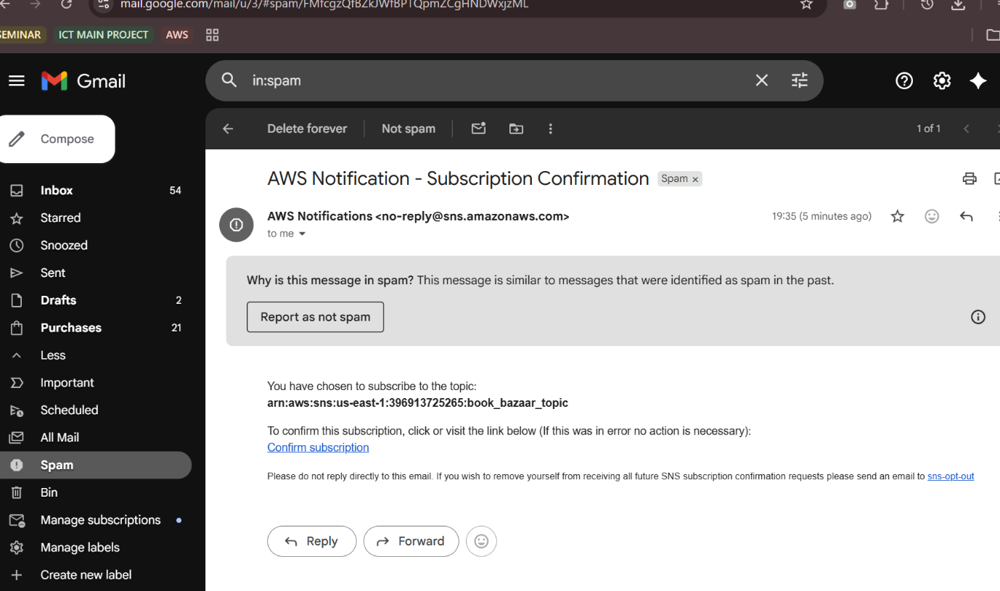 mail.google.com/mail/u/3/#spam/FMfcgzQfBZkJWfBPTQpmZCgHNDWxjzML
SEMINAR
ICT MAIN PROJECT
AWS
Gmail
in:spam
Compose
Delete forever
Not spam
1 of 1
Inbox 54
Starred
Snoozed
Sent
Drafts 2
Purchases 21
Less
Important
Scheduled
All Mail
Spam
Bin
Manage subscriptions
Manage labels
Create new label
AWS Notification - Subscription Confirmation
Spam x
AWS Notifications <no-reply@sns.amazonaws.com>
19:35 (5 minutes ago)
to me
Why is this message in spam? This message is similar to messages that were identified as spam in the past.
Report as not spam
You have chosen to subscribe to the topic:
arn:aws:sns:us-east-1:396913725265:book_bazaar_topic
To confirm this subscription, click or visit the link below (If this was in error no action is necessary):
Confirm subscription
Please do not reply directly to this email. If you wish to remove yourself from receiving all future SNS subscription confirmation requests please send an email to sns-opt-out
Reply
Forward